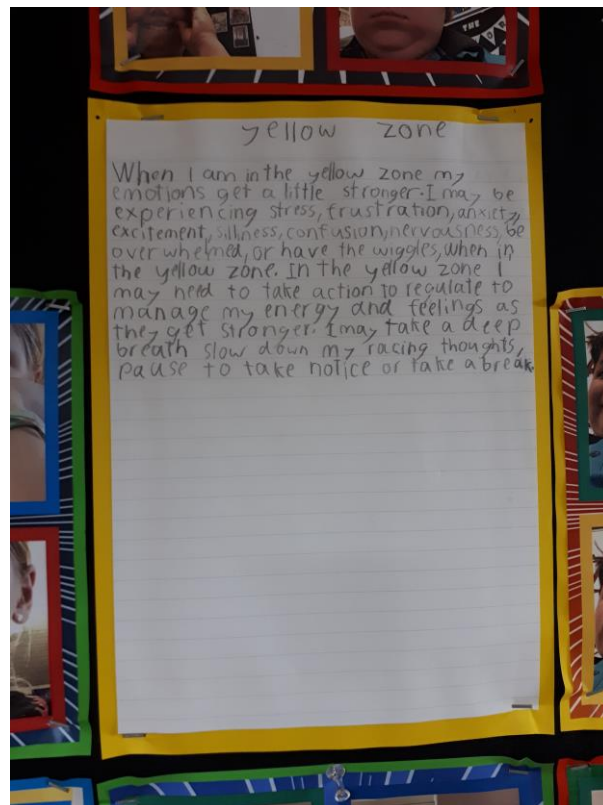 THE
yellow zone
When I am in the yellow zone my
emotions get a little stronger. I may be
experiencing stress, frustration, anxiety,
excitement, silliness, confusion, nervousness, be
over whelmed, or have the wiggles, when in
the yellow zone. In the yellow zone I
may need to take action to regulate to
manage my energy and feelings as
they get stronger. I may take a deep
breath slow down my racing thoughts,
pause to take notice or take a break.